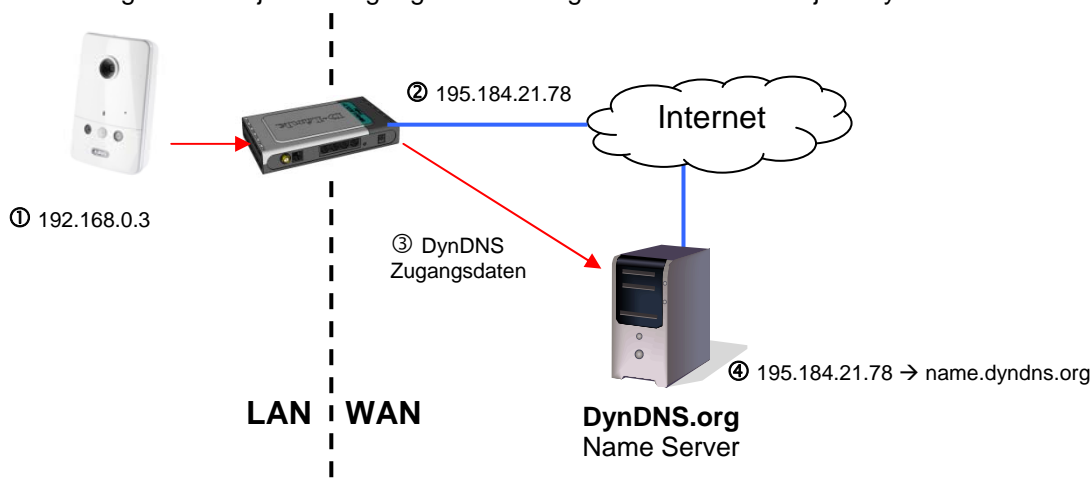 ① 192.168.0.3
② 195.184.21.78
Internet
③ DynDNS
Zugangsdaten
④ 195.184.21.78 → name.dyndns.org
LAN
WAN
DynDNS.org
Name Server
D-Link